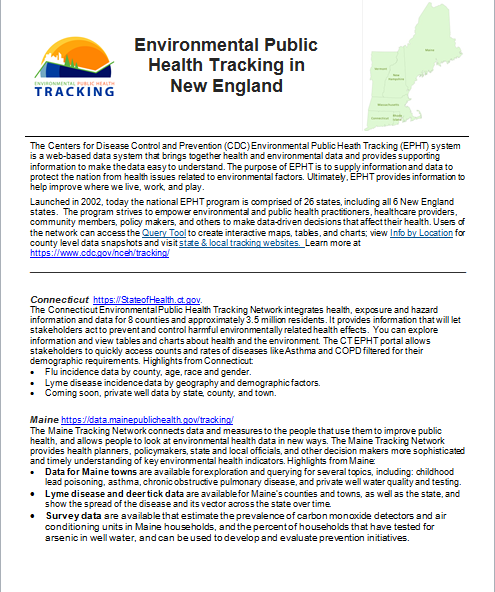 Environmental Public
Health Tracking in
New England
ENVIRONMENTAL PUBLIC HEALTH
TRACKING
Maine
Vermont
New Hampshire
Massachusetts
Connecticut
Rhode Island
The Centers for Disease Control and Prevention (CDC) Environmental Public Heath Tracking (EPHT) system
is a web-based data system that brings together health and environmental data and provides supporting
information to make the data easy to understand. The purpose of EPHT is to supply information and data to
protect the nation from health issues related to environmental factors. Ultimately, EPHT provides information to
help improve where we live, work, and play.
Launched in 2002, today the national EPHT program is comprised of 26 states, including all 6 New England
states. The program strives to empower environmental and public health practitioners, healthcare providers,
community members, policy makers, and others to make data-driven decisions that affect their health. Users of
the network can access the Query Tool to create interactive maps, tables, and charts; view Info by Location for
county level data snapshots and visit state & local tracking websites. Learn more at
https://www.cdc.gov/nceh/tracking/
Connecticut https://StateofHealth.ct.gov.
The Connecticut Environmental Public Health Tracking Network integrates health, exposure and hazard
information and data for 8 counties and approximately 3.5 million residents. It provides information that will let
stakeholders act to prevent and control harmful environmentally related health effects. You can explore
information and view tables and charts about health and the environment. The CT EPHT portal allows
stakeholders to quickly access counts and rates of diseases like Asthma and COPD filtered for their
demographic requirements. Highlights from Connecticut:
• Flu incidence data by county, age, race and gender.
• Lyme disease incidence data by geography and demographic factors.
• Coming soon, private well data by state, county, and town.
Maine https://data.mainepublichealth.gov/tracking/
The Maine Tracking Network connects data and measures to the people that use them to improve public
health, and allows people to look at environmental health data in new ways. The Maine Tracking Network
provides health planners, policymakers, state and local officials, and other decision makers more sophisticated
and timely understanding of key environmental health indicators. Highlights from Maine:
• Data for Maine towns are available for exploration and querying for several topics, including: childhood
lead poisoning, asthma, chronic obstructive pulmonary disease, and private well water quality and testing.
• Lyme disease and deer tick data are available for Maine's counties and towns, as well as the state, and
show the spread of the disease and its vector across the state over time.
• Survey data are available that estimate the prevalence of carbon monoxide detectors and air
conditioning units in Maine households, and the percent of households that have tested for
arsenic in well water, and can be used to develop and evaluate prevention initiatives.